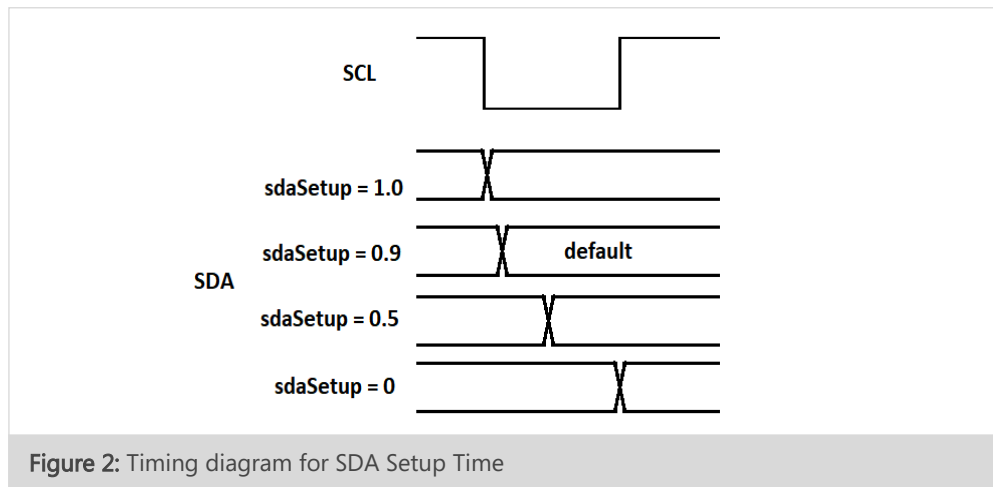 SCL
sdaSetup = 1.0
sdaSetup = 0.9
default
SDA
sdaSetup = 0.5
sdaSetup = 0
Figure 2: Timing diagram for SDA Setup Time